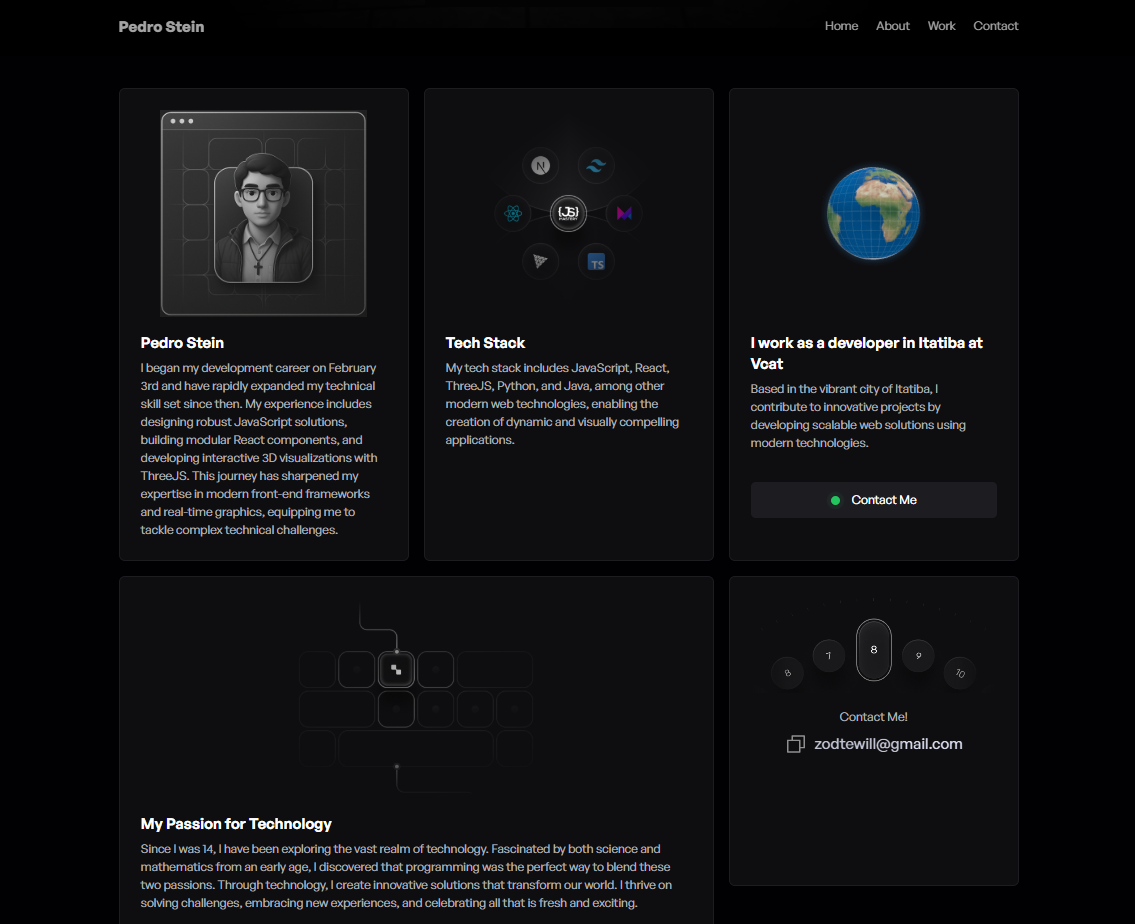 Pedro Stein
Home About Work Contact
N
{JS}
MASTERY
TS
Pedro Stein
I began my development career on February
3rd and have rapidly expanded my technical
skill set since then. My experience includes
designing robust JavaScript solutions,
building modular React components, and
developing interactive 3D visualizations with
ThreeJS. This journey has sharpened my
expertise in modern front-end frameworks
and real-time graphics, equipping me to
tackle complex technical challenges.
Tech Stack
My tech stack includes JavaScript, React,
ThreeJS, Python, and Java, among other
modern web technologies, enabling the
creation of dynamic and visually compelling
applications.
I work as a developer in Itatiba at
Vcat
Based in the vibrant city of Itatiba, I
contribute to innovative projects by
developing scalable web solutions using
modern technologies.
Contact Me
My Passion for Technology
Since I was 14, I have been exploring the vast realm of technology. Fascinated by both science and
mathematics from an early age, I discovered that programming was the perfect way to blend these
two passions. Through technology, I create innovative solutions that transform our world. I thrive on
solving challenges, embracing new experiences, and celebrating all that is fresh and exciting.
8 7 8 9 10
Contact Me!
zodtewill@gmail.com